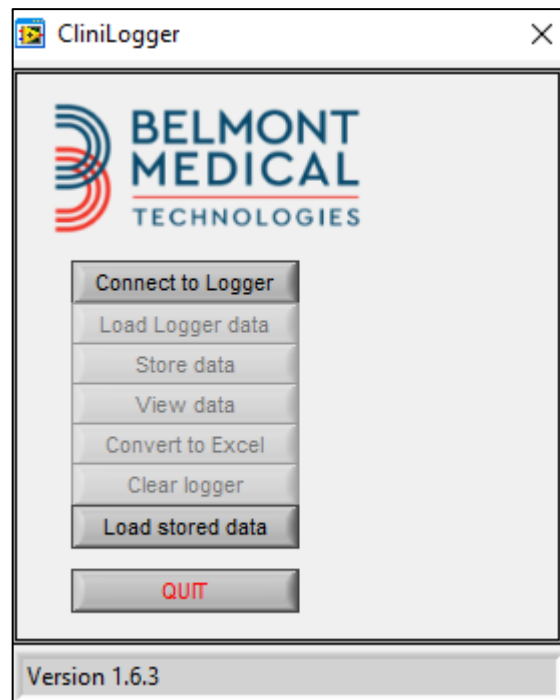 CliniLogger
BELMONT
MEDICAL
TECHNOLOGIES
Connect to Logger
Load Logger data
Store data
View data
Convert to Excel
Clear logger
Load stored data
QUIT
Version 1.6.3